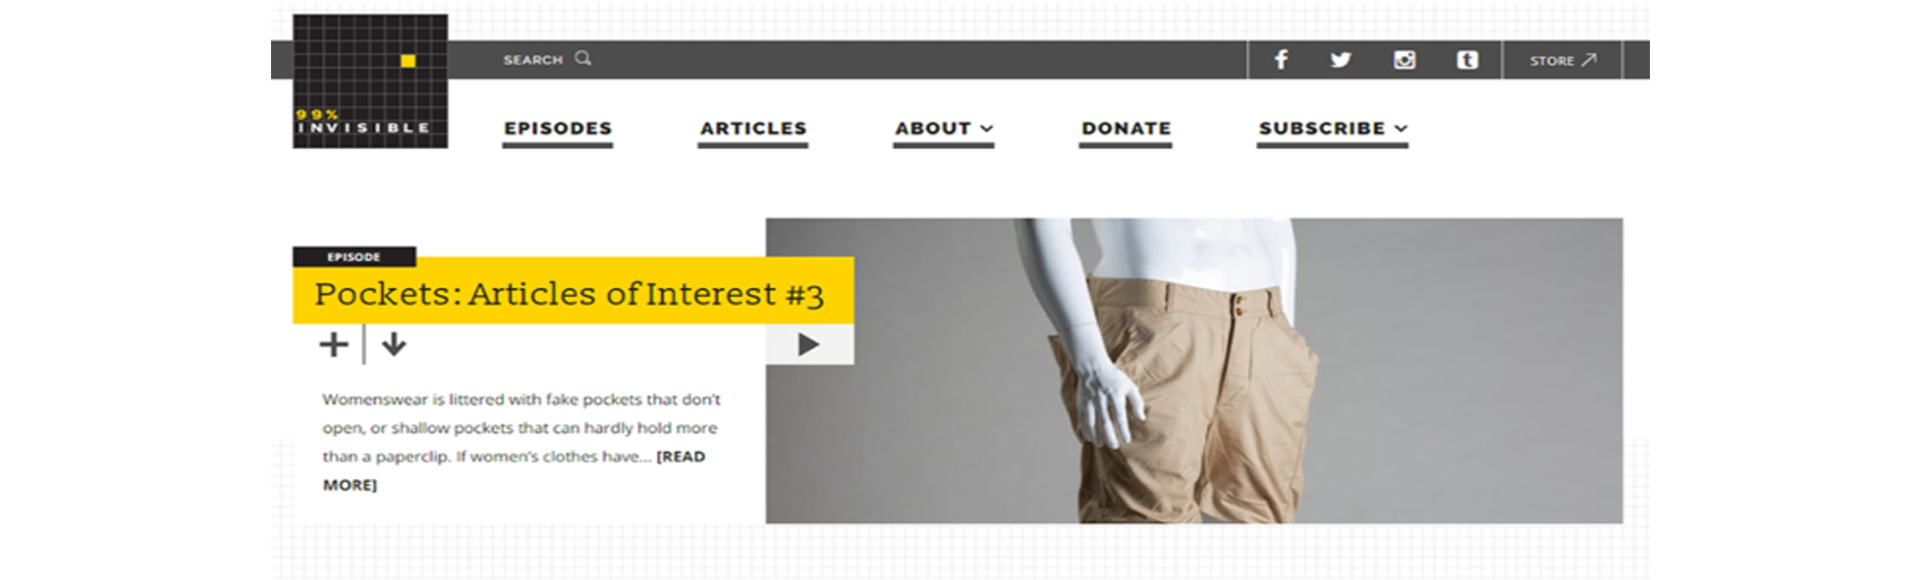 99%
INVISIBLE
SEARCH
STORE
EPISODES ARTICLES ABOUT DONATE SUBSCRIBE
EPISODE
Pockets: Articles of Interest #3
Womenswear is littered with fake pockets that don't
open, or shallow pockets that can hardly hold more
than a paperclip. If women's clothes have... [READ
MORE]